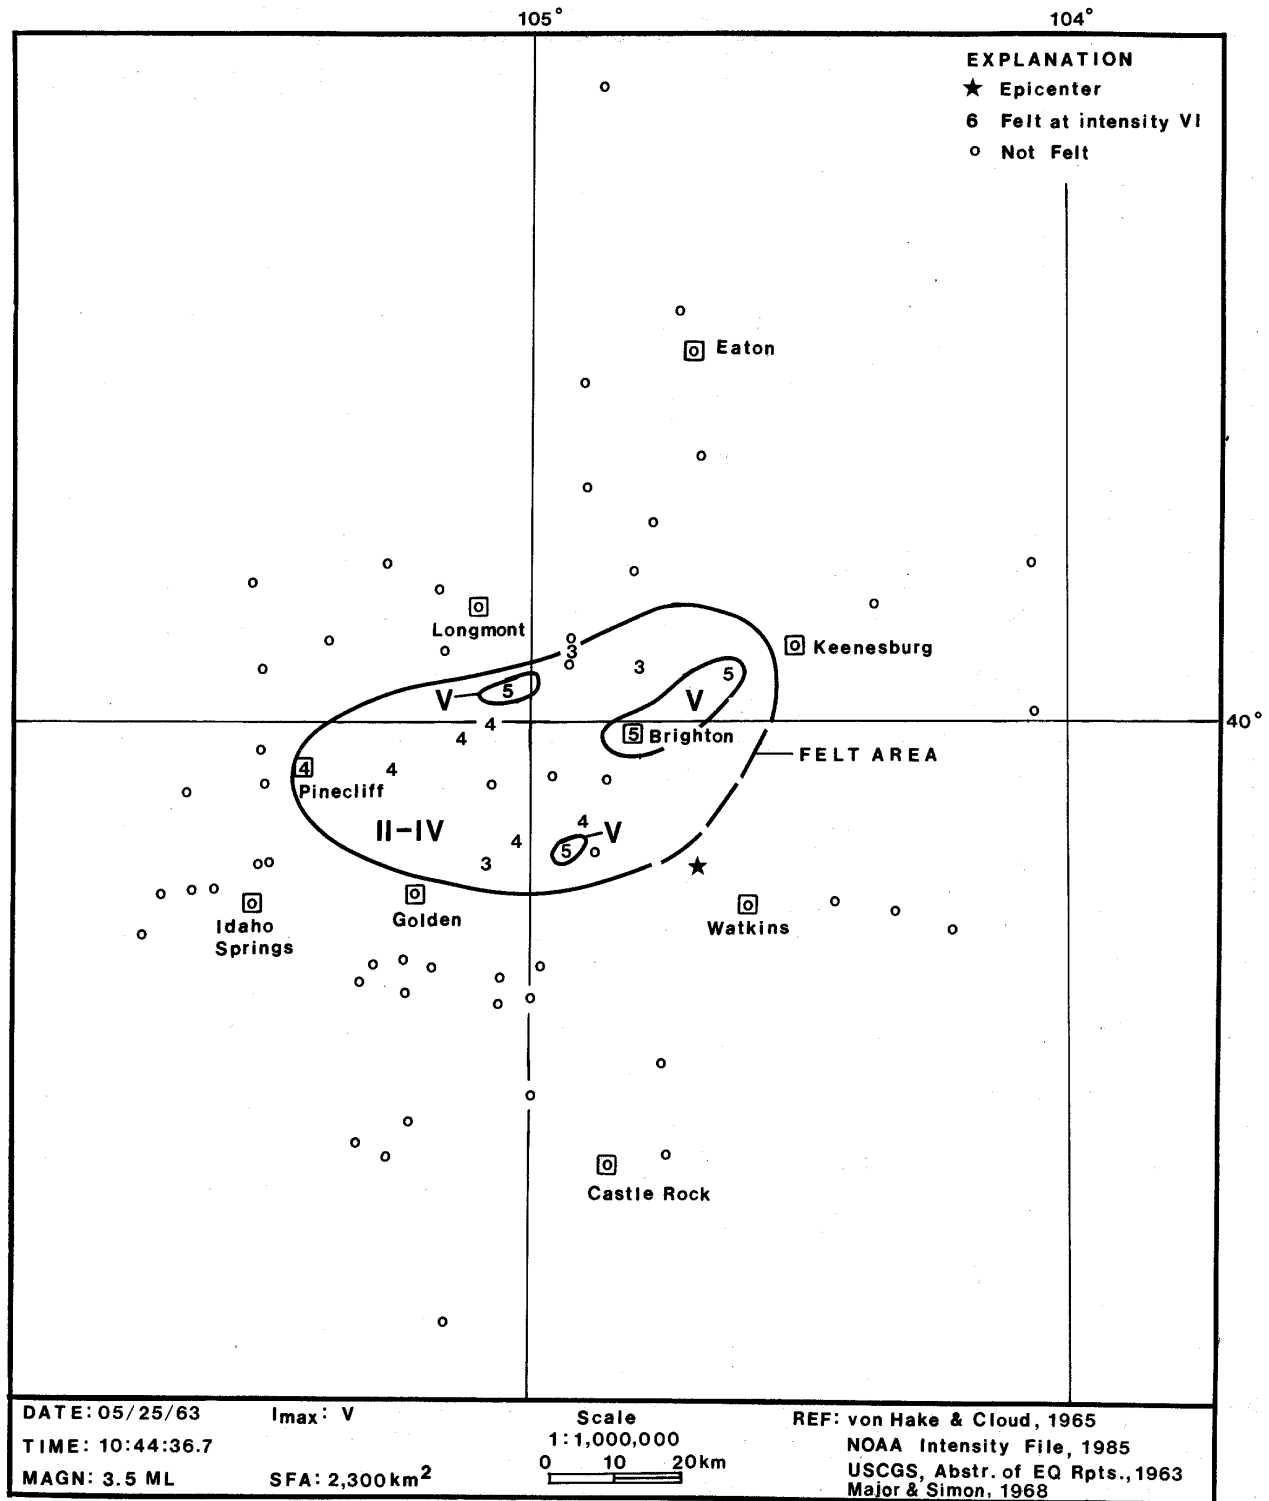 105°
104°
EXPLANATION
★ Epicenter
6 Felt at intensity VI
o Not Felt
Eaton
Longmont
Keenesburg
3
3
5
V
5
V
4
40°
4
5
Brighton
FELT AREA
4
4
Pinecliff
II-IV
4
V
4
5
3
Idaho
Springs
Golden
Watkins
Castle Rock
DATE: 05/25/63
TIME: 10:44:36.7
MAGN: 3.5 ML
Imax: V
SFA: 2,300 km2
Scale
1:1,000,000
0 10 20 km
REF: von Hake & Cloud, 1965
NOAA Intensity File, 1985
USCGS, Abstr. of EQ Rpts., 1963
Major & Simon, 1968